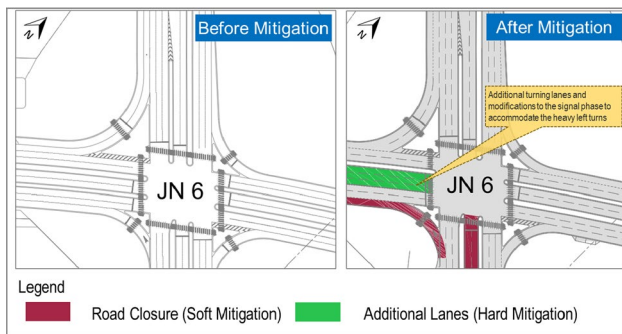 N
Before Mitigation
JN 6
N
After Mitigation
Additional turning lanes and
modifications to the signal phase to
accommodate the heavy left turns
JN 6
Legend
Road Closure (Soft Mitigation)
Additional Lanes (Hard Mitigation)